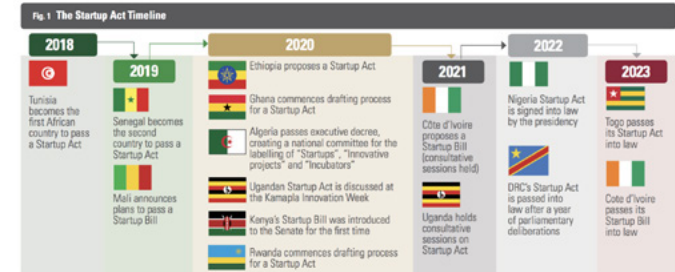 Fig. 1 The Startup Act Timeline
2018
Tunisia
becomes the
first African
country to pass
a Startup Act
2019
Senegal becomes
the second
country to pass a
Startup Act
Mali announces
plans to pass a
Startup Bill
2020
Ethiopia proposes a Startup Act
Ghana commences drafting process
for a Startup Act
Algeria passes executive decree,
creating a national committee for the
labelling of "Startups", "Innovative
projects" and "Incubators"
Ugandan Startup Act is discussed at
the Kamapla Innovation Week
Kanya's Startup Bill was introduced
to the Senate for the first time
Rwanda commences drafting process
for a Startup Act
2021
Côte d'Ivoire
proposes a
Startup Bill
(consultative
sessions held)
Uganda holds
consultative
sessions on
Startup Act
2022
Nigeria Startup Act
is signed into law
by the presidency
DRC's Startup Act
is passed into
law after a year
of parliamentary
deliberations
2023
Togo passes
its Startup Act
into law
Cote d'Ivoire
passes its
Startup Bill
into law